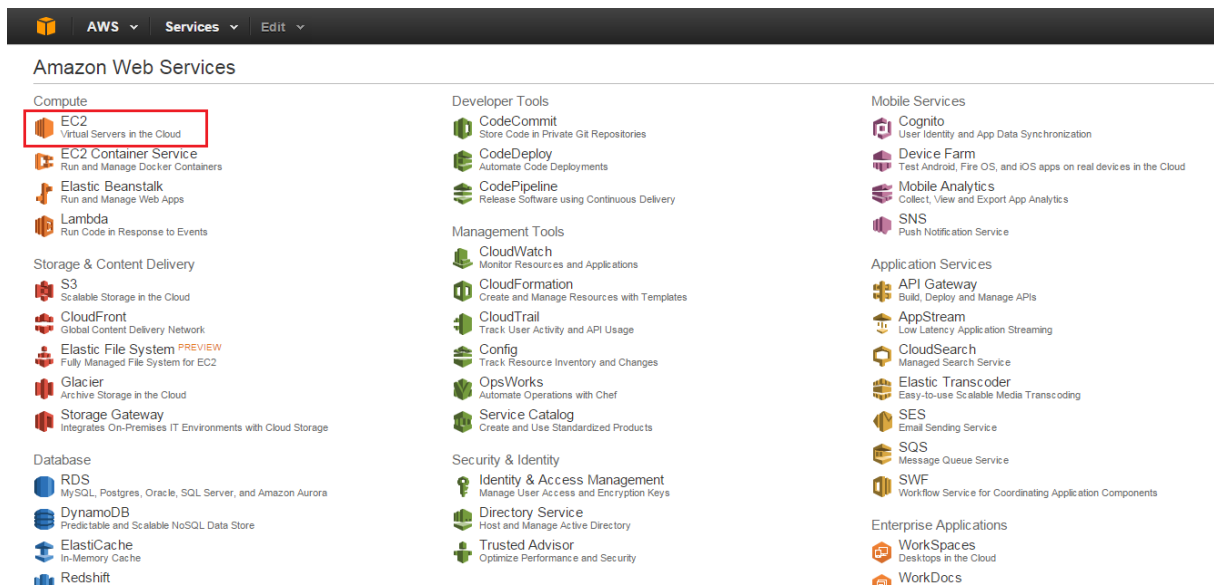 AWS Services Edit
Amazon Web Services
Compute
EC2
Virtual Servers in the Cloud
EC2 Container Service
Run and Manage Docker Containers
Elastic Beanstalk
Run and Manage Web Apps
Lambda
Run Code in Response to Events
Storage & Content Delivery
S3
Scalable Storage in the Cloud
CloudFront
Global Content Delivery Network
Elastic File System PREVIEW
Fully Managed File System for EC2
Glacier
Archive Storage in the Cloud
Storage Gateway
Integrates On-Premises IT Environments with Cloud Storage
Database
RDS
MySQL, Postgres, Oracle, SQL Server, and Amazon Aurora
DynamoDB
Predictable and Scalable NoSQL Data Store
ElastiCache
In-Memory Cache
Redshift
Developer Tools
CodeCommit
Store Code in Private Git Repositories
CodeDeploy
Automate Code Deployments
CodePipeline
Release Software using Continuous Delivery
Management Tools
CloudWatch
Monitor Resources and Applications
CloudFormation
Create and Manage Resources with Templates
CloudTrail
Track User Activity and API Usage
Config
Track Resource Inventory and Changes
OpsWorks
Automate Operations with Chef
Service Catalog
Create and Use Standardized Products
Security & Identity
Identity & Access Management
Manage User Access and Encryption Keys
Directory Service
Host and Manage Active Directory
Trusted Advisor
Optimize Performance and Security
Mobile Services
Cognito
User Identity and App Data Synchronization
Device Farm
Test Android, Fire OS, and iOS apps on real devices in the Cloud
Mobile Analytics
Collect, View and Export App Analytics
SNS
Push Notification Service
Application Services
API Gateway
Build, Deploy and Manage APIs
AppStream
Low Latency Application Streaming
CloudSearch
Managed Search Service
Elastic Transcoder
Easy-to-use Scalable Media Transcoding
SES
Email Sending Service
SQS
Message Queue Service
SWF
Workflow Service for Coordinating Application Components
Enterprise Applications
WorkSpaces
Desktops in the Cloud
WorkDocs